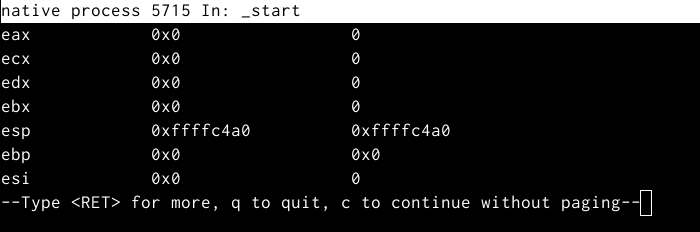 native process 5715 In: _start
eax 0x0 0
ecx 0x0 0
edx 0x0 0
ebx 0x0 0
esp 0xffffc4a0 0xffffc4a0
ebp 0x0 0x0
esi 0x0 0
--Type <RET> for more, q to quit, c to continue without paging--